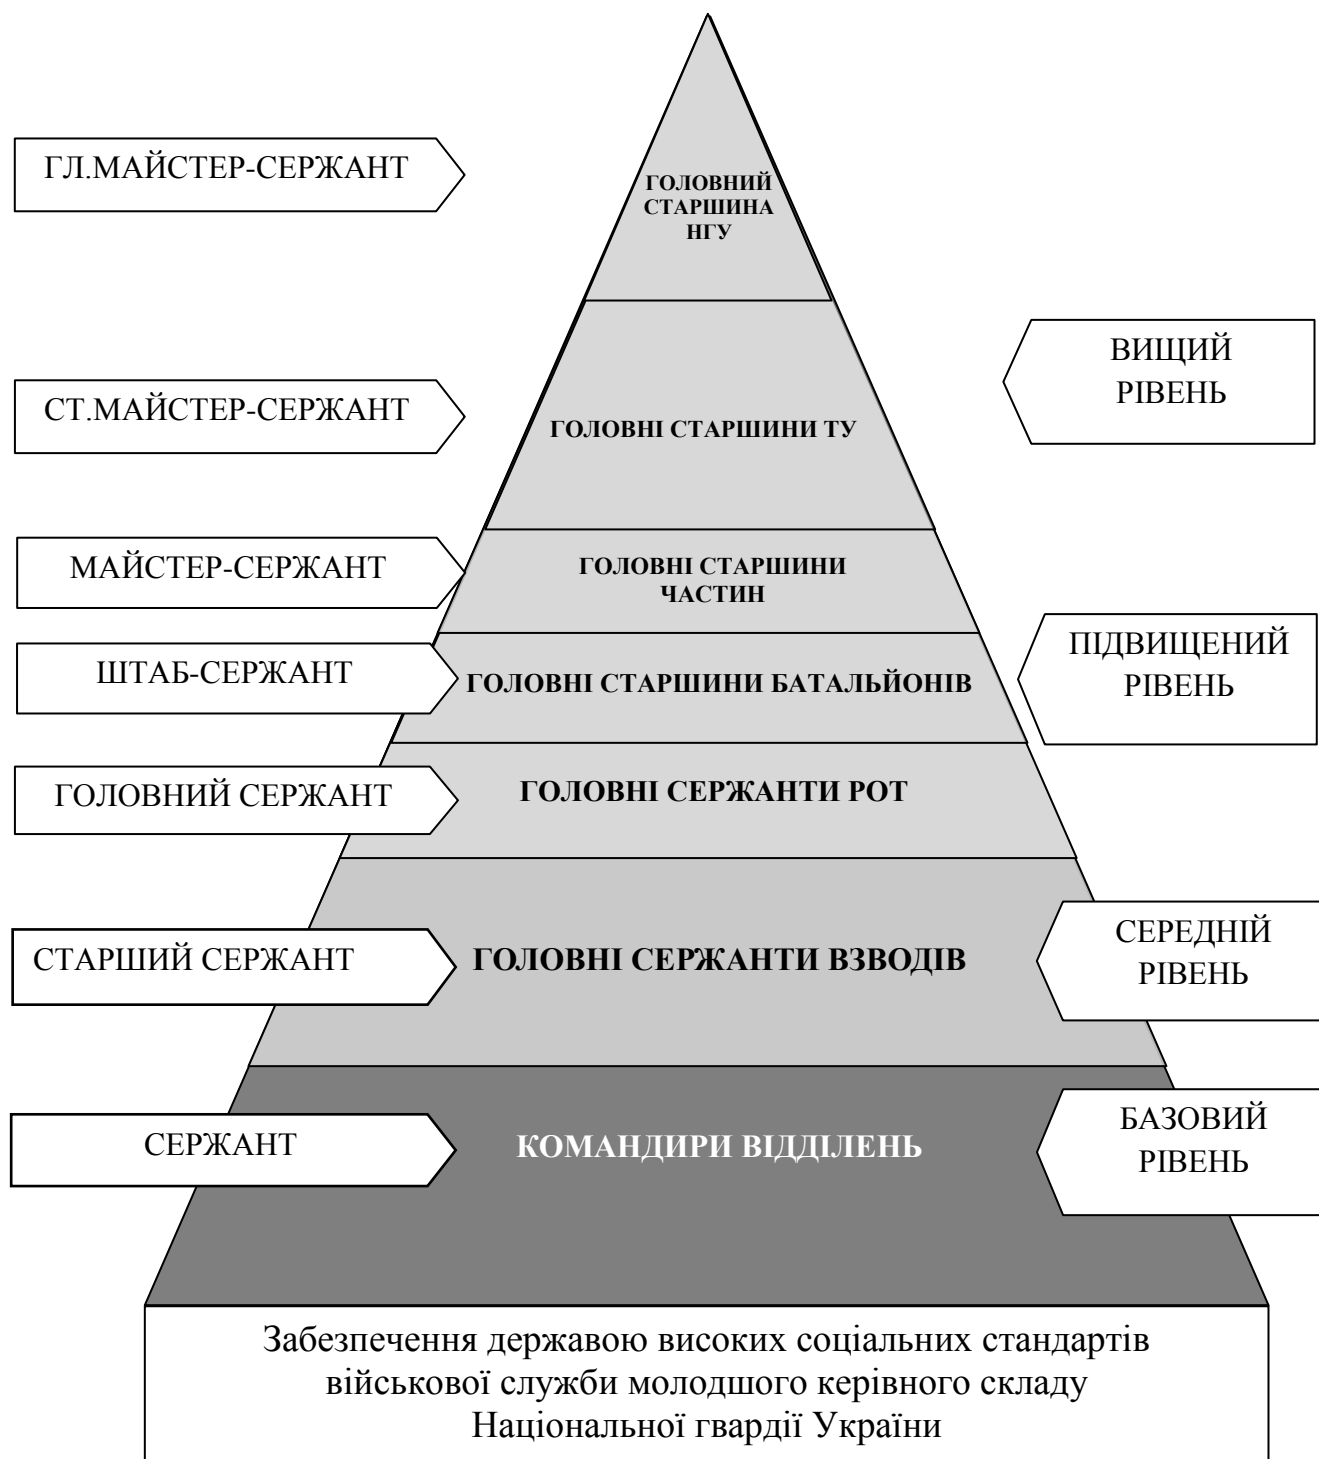 ГЛ.МАЙСТЕР-СЕРЖАНТ
ГОЛОВНИЙ
СТАРШИНА
НГУ
ВИЩИЙ
РІВЕНЬ
СТ.МАЙСТЕР-СЕРЖАНТ
ГОЛОВНІ СТАРШИНИ ТУ
МАЙСТЕР-СЕРЖАНТ
ГОЛОВНІ СТАРШИНИ
ЧАСТИН
ПІДВИЩЕНИЙ
РІВЕНЬ
ШТАБ-СЕРЖАНТ
ГОЛОВНІ СТАРШИНИ БАТАЛЬЙОНІВ
ГОЛОВНИЙ СЕРЖАНТ
ГОЛОВНІ СЕРЖАНТИ РОТ
СТАРШИЙ СЕРЖАНТ
ГОЛОВНІ СЕРЖАНТИ ВЗВОДІВ
СЕРЕДНІЙ
РІВЕНЬ
СЕРЖАНТ
КОМАНДИРИ ВІДДІЛЕНЬ
БАЗОВИЙ
РІВЕНЬ
Забезпечення державою високих соціальних стандартів
військової служби молодшого керівного складу
Національної гвардії України